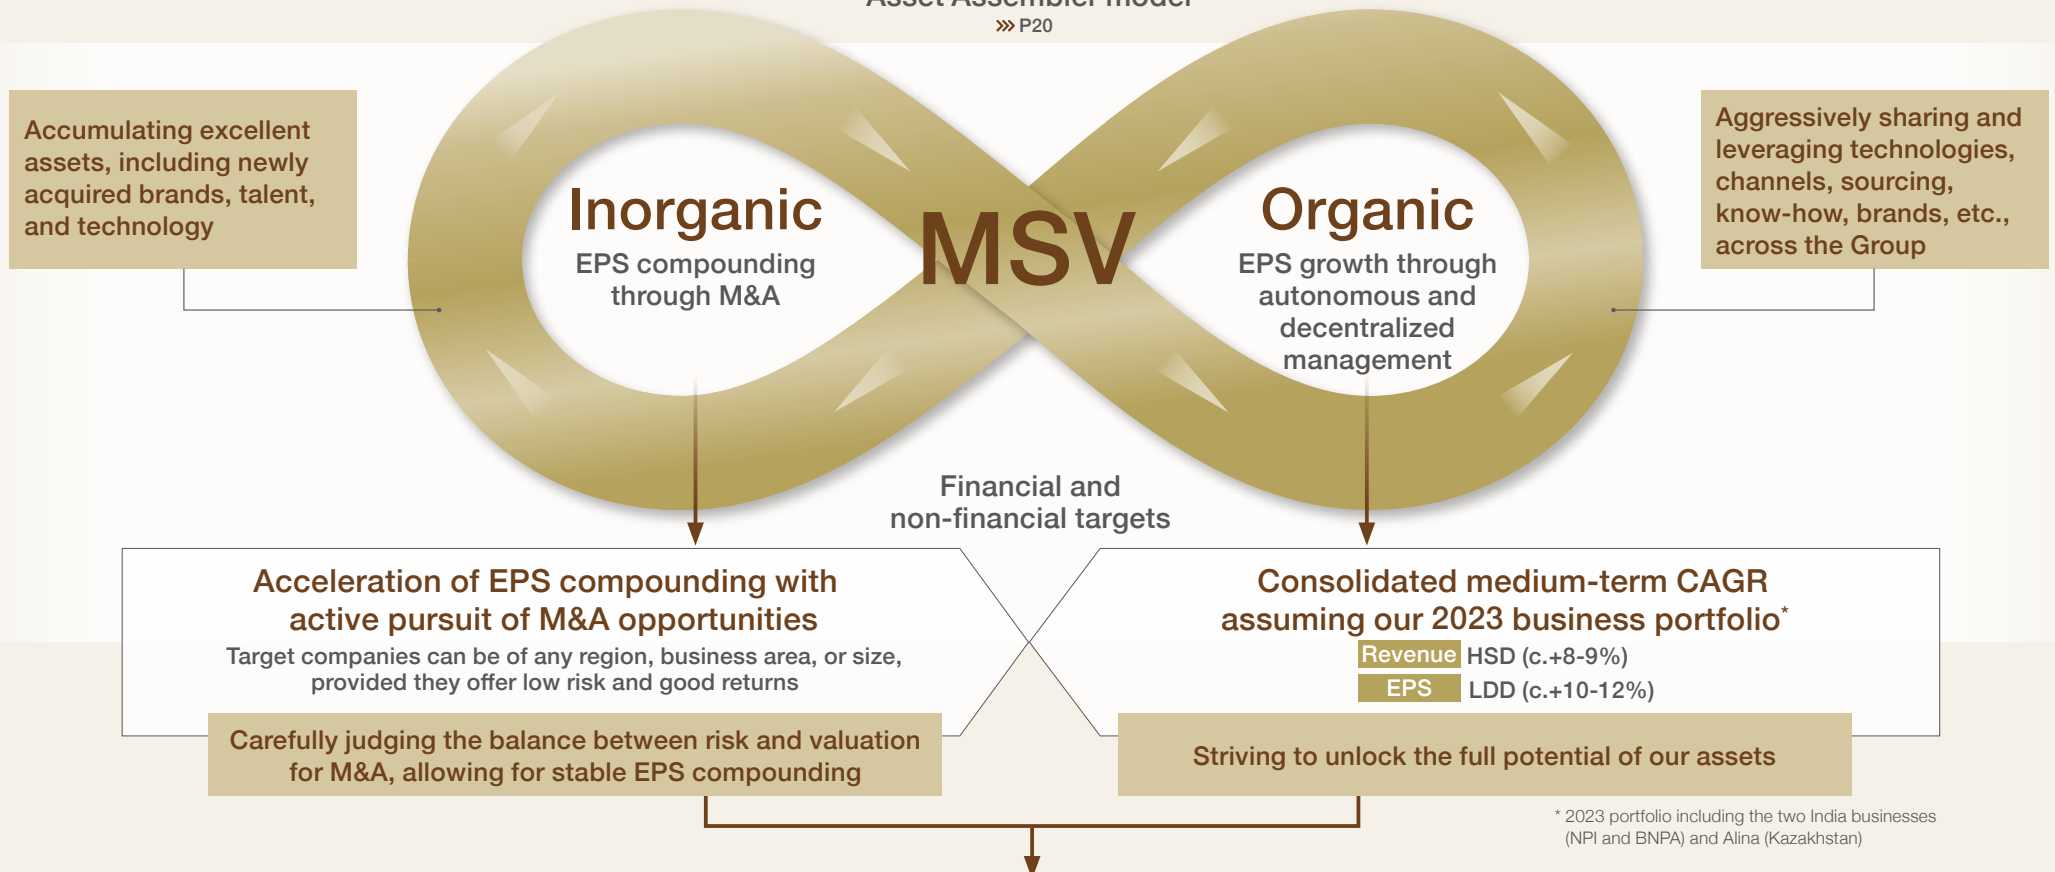 Asset Assembler model
>>> P20
Accumulating excellent
assets, including newly
acquired brands, talent,
and technology
Inorganic
EPS compounding
through M&A
MSV
Organic
EPS growth through
autonomous and
decentralized
management
Aggressively sharing and
leveraging technologies,
channels, sourcing,
know-how, brands, etc.,
across the Group
Financial and
non-financial targets
Acceleration of EPS compounding with
active pursuit of M&A opportunities
Target companies can be of any region, business area, or size,
provided they offer low risk and good returns
Carefully judging the balance between risk and valuation
for M&A, allowing for stable EPS compounding
Consolidated medium-term CAGR
assuming our 2023 business portfolio*
Revenue HSD (c.+8-9%)
EPS LDD (c.+10-12%)
Striving to unlock the full potential of our assets
* 2023 portfolio including the two India businesses
(NPI and BNPA) and Alina (Kazakhstan)